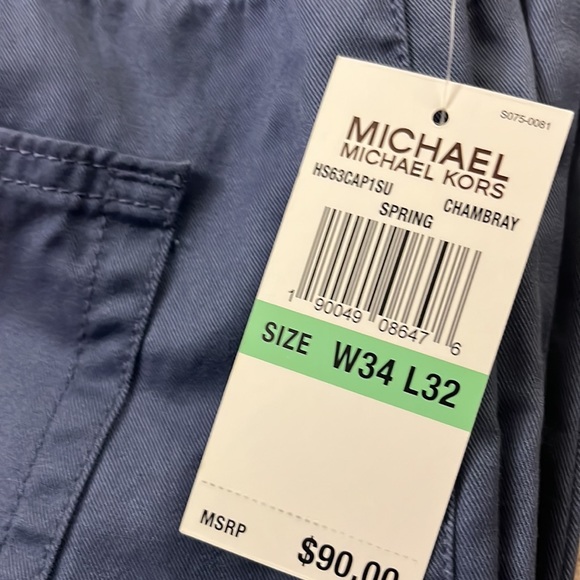 S075-0081
MICHAEL
MICHAEL KORS
HS63CAP1SU CHAMBRAY
SPRING
1 90049 08647 6
SIZE W34 L32
MSRP
$90.00